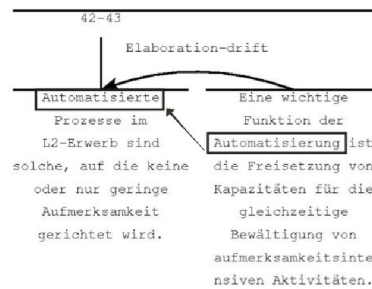 42-43
Elaboration-drift
Automatisierte
Prozesse im
L2-Erwerb sind
solche, auf die keine
oder nur geringe
Aufmerksamkeit
gerichtet wird.
Eine wichtige
Funktion der
Automatisierung ist
die Freisetzung von
Kapazitäten für die
gleichzeitige
Bewältigung von
aufmerksamkeitsinte
nsiven Aktivitäten.